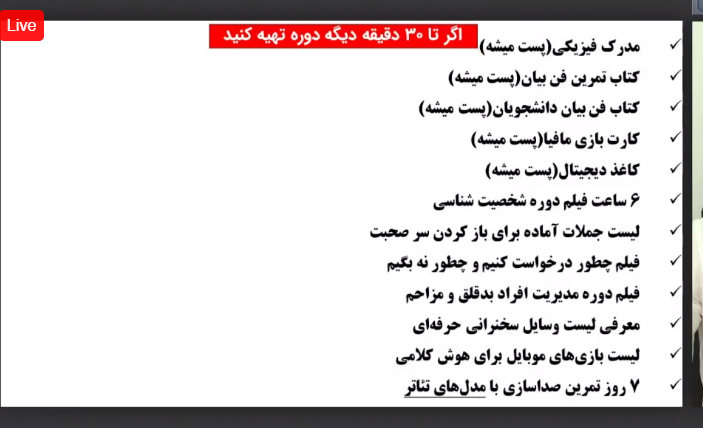 Live
اگر تا ۳۰ دقیقه دیگه دوره تهیه کنید
مدرک فیزیکی(پست میشه)
کتاب تمرین فن بیان(پست میشه)
کتاب فن بیان دانشجویان(پست میشه)
کارت بازی مافیا(پست میشه)
کاغذ دیجیتال(پست میشه)
۶ ساعت فیلم دوره شخصیت شناسی
لیست جملات آماده برای باز کردن سر صحبت
فیلم چطور درخواست کنیم و چطور نه بگیم
فیلم دوره مدیریت افراد بدقلق و مزاحم
معرفی لیست وسایل سخنرانی حرفه‌ای
لیست بازی‌های موبایل برای هوش کلامی
۷ روز تمرین صداسازی با مدل‌های تئاتر